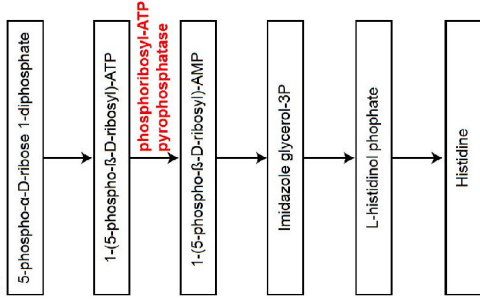 5-phospho-α-D-ribose 1-diphosphate
1-(5-phospho-ß-D-ribosyl)-ATP
phosphoribosyl-ATP
pyrophosphatase
1-(5-phospho-ß-D-ribosyl)-AMP
Imidazole glycerol-3P
L-histidinol phophate
Histidine